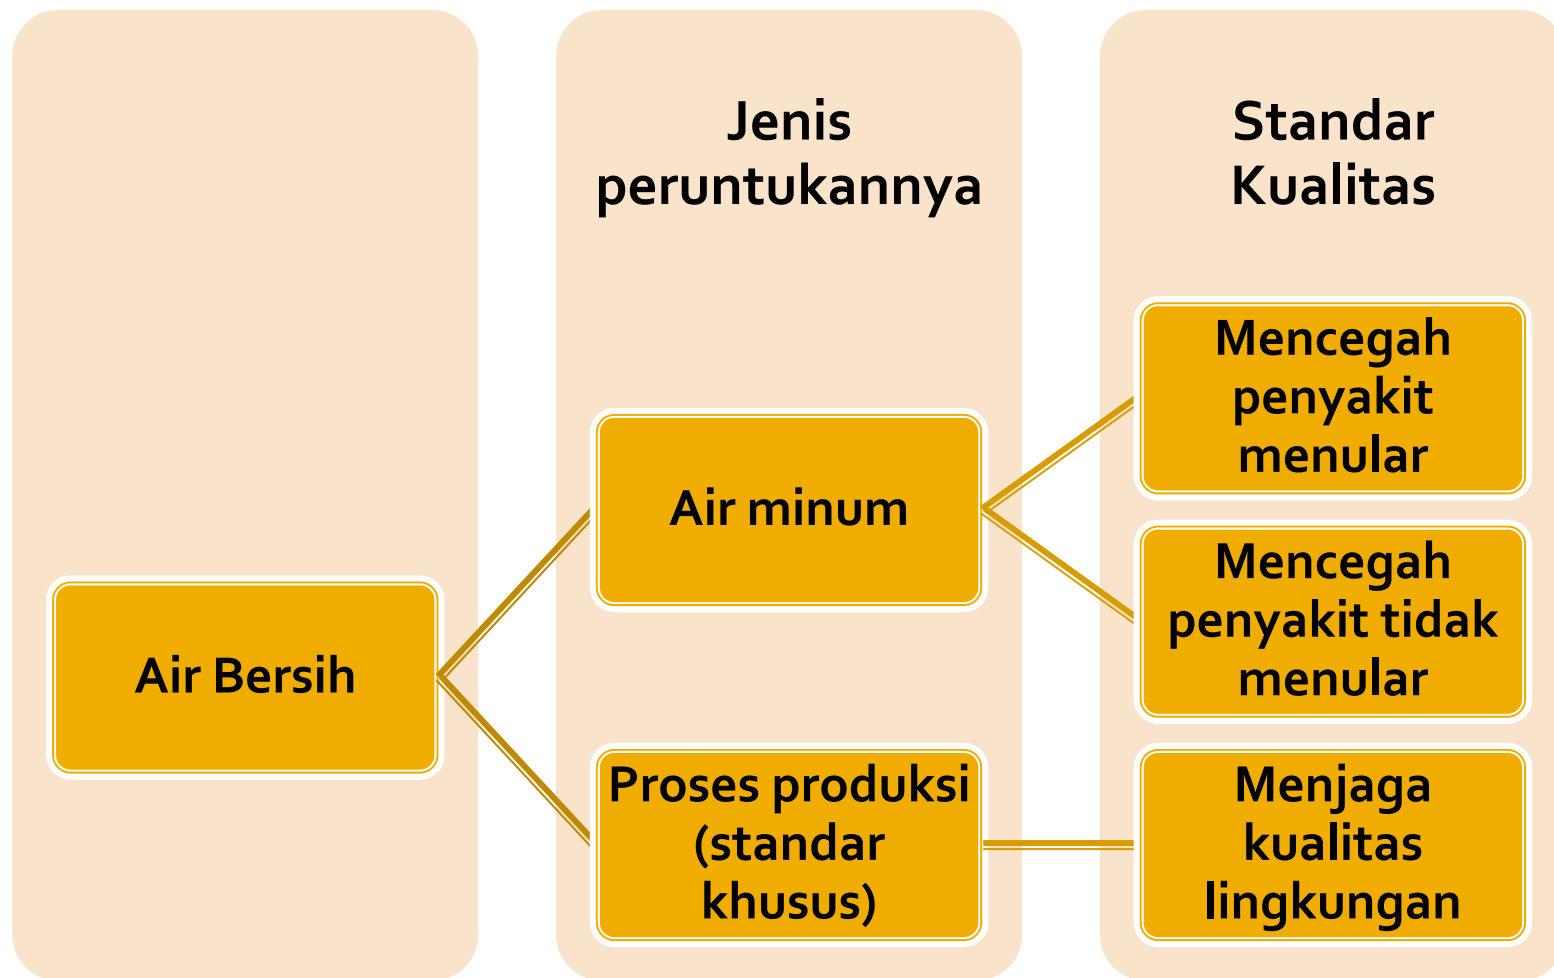 Jenis
peruntukannya
Standar
Kualitas
Air Bersih
Air minum
Proses produksi
(standar
khusus)
Mencegah
penyakit
menular
Mencegah
penyakit tidak
menular
Menjaga
kualitas
lingkungan